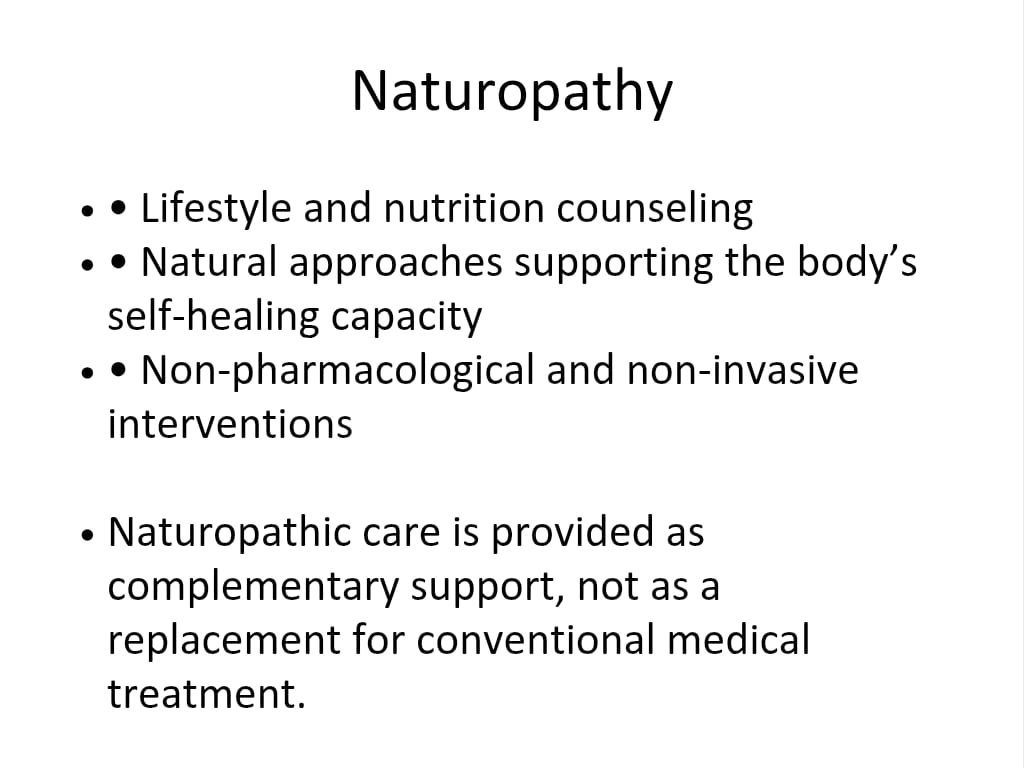 Naturopathy
• • Lifestyle and nutrition counseling
• • Natural approaches supporting the body’s
self-healing capacity
• • Non-pharmacological and non-invasive
interventions
• Naturopathic care is provided as
complementary support, not as a
replacement for conventional medical
treatment.